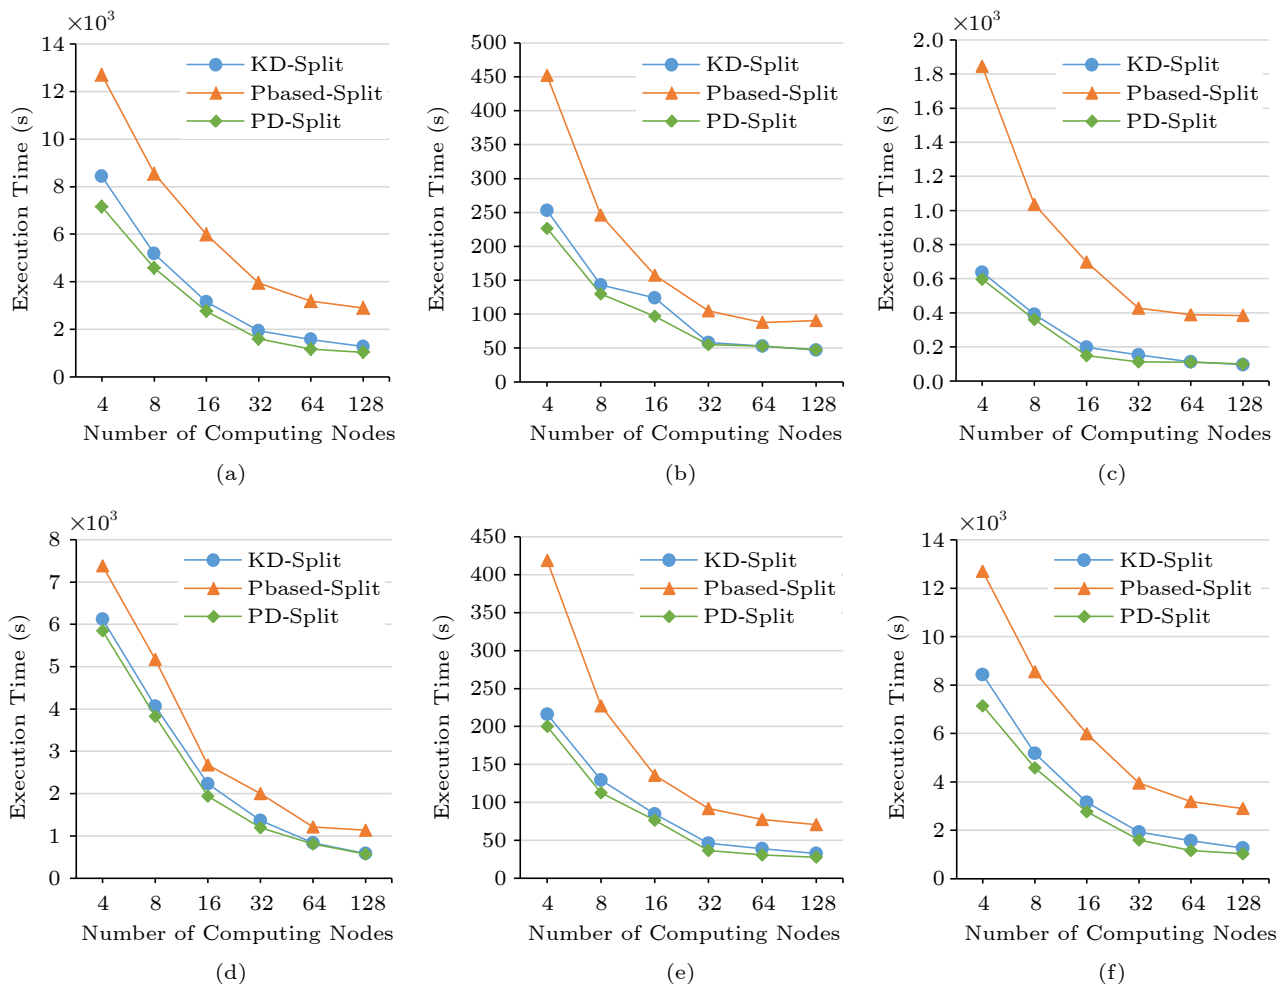 ×10³
14
12
10
8
6
4
2
0
Execution Time (s)
KD-Split
Pbased-Split
PD-Split
4 8 16 32 64 128
Number of Computing Nodes
(a)
500
450
400
350
300
250
200
150
100
50
0
Execution Time (s)
KD-Split
Pbased-Split
PD-Split
4 8 16 32 64 128
Number of Computing Nodes
(b)
×10³
2.0
1.8
1.6
1.4
1.2
1.0
0.8
0.6
0.4
0.2
0.0
Execution Time (s)
KD-Split
Pbased-Split
PD-Split
4 8 16 32 64 128
Number of Computing Nodes
(c)
×10³
8
7
6
5
4
3
2
1
0
Execution Time (s)
KD-Split
Pbased-Split
PD-Split
4 8 16 32 64 128
Number of Computing Nodes
(d)
450
400
350
300
250
200
150
100
50
0
Execution Time (s)
KD-Split
Pbased-Split
PD-Split
4 8 16 32 64 128
Number of Computing Nodes
(e)
×10³
14
12
10
8
6
4
2
0
Execution Time (s)
KD-Split
Pbased-Split
PD-Split
4 8 16 32 64 128
Number of Computing Nodes
(f)